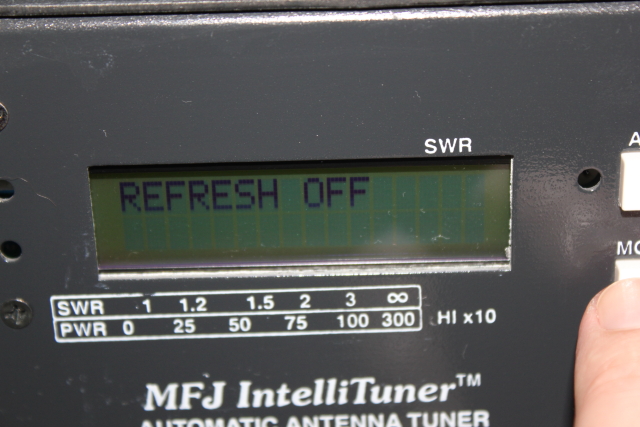 SWR
REFRESH OFF
A
MO
SWR 1 1.2 1.5 2 3 ∞
PWR 0 25 50 75 100 300 HI x10
MFJ IntelliTuner™
AUTOMATIC ANTENNA TUNER